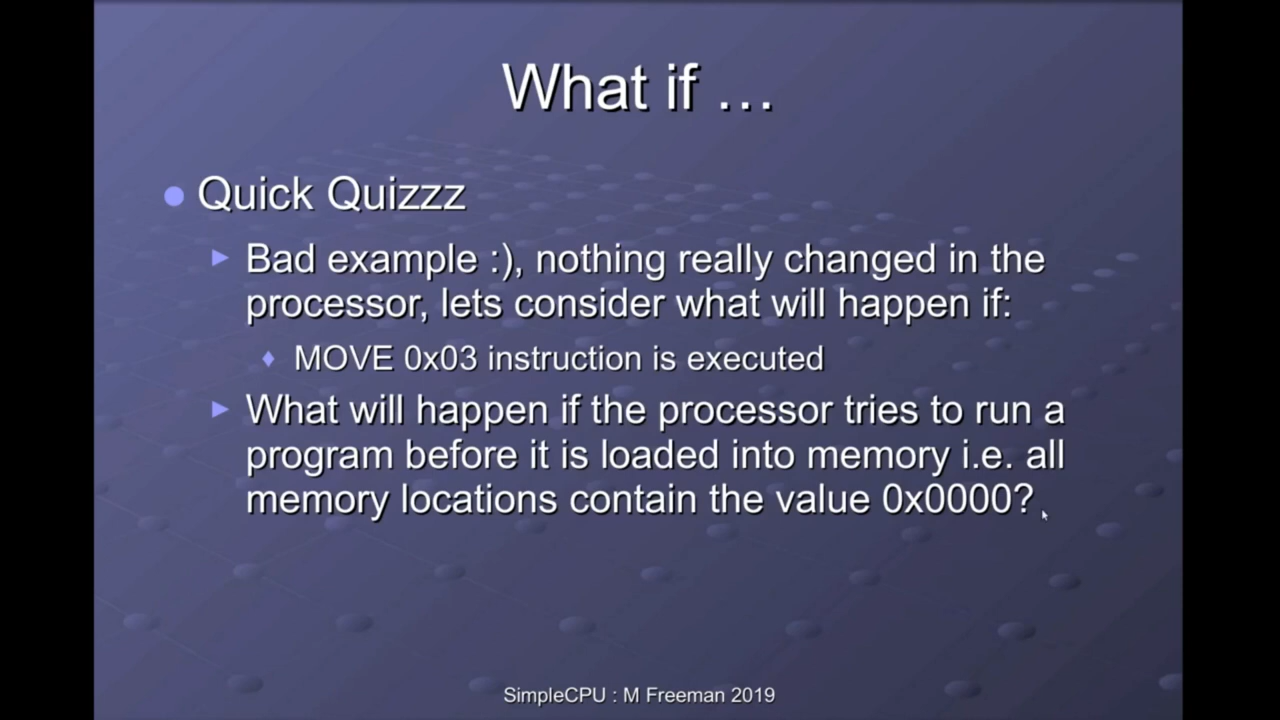 What if ...
Quick Quizzz
Bad example :), nothing really changed in the
processor, lets consider what will happen if:
MOVE 0x03 instruction is executed
What will happen if the processor tries to run a
program before it is loaded into memory i.e. all
memory locations contain the value 0x0000?
SimpleCPU : M Freeman 2019